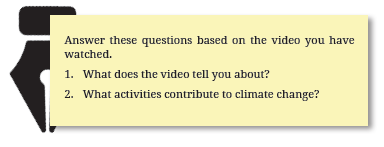 Answer these questions based on the video you have
watched.
1. What does the video tell you about?
2. What activities contribute to climate change?